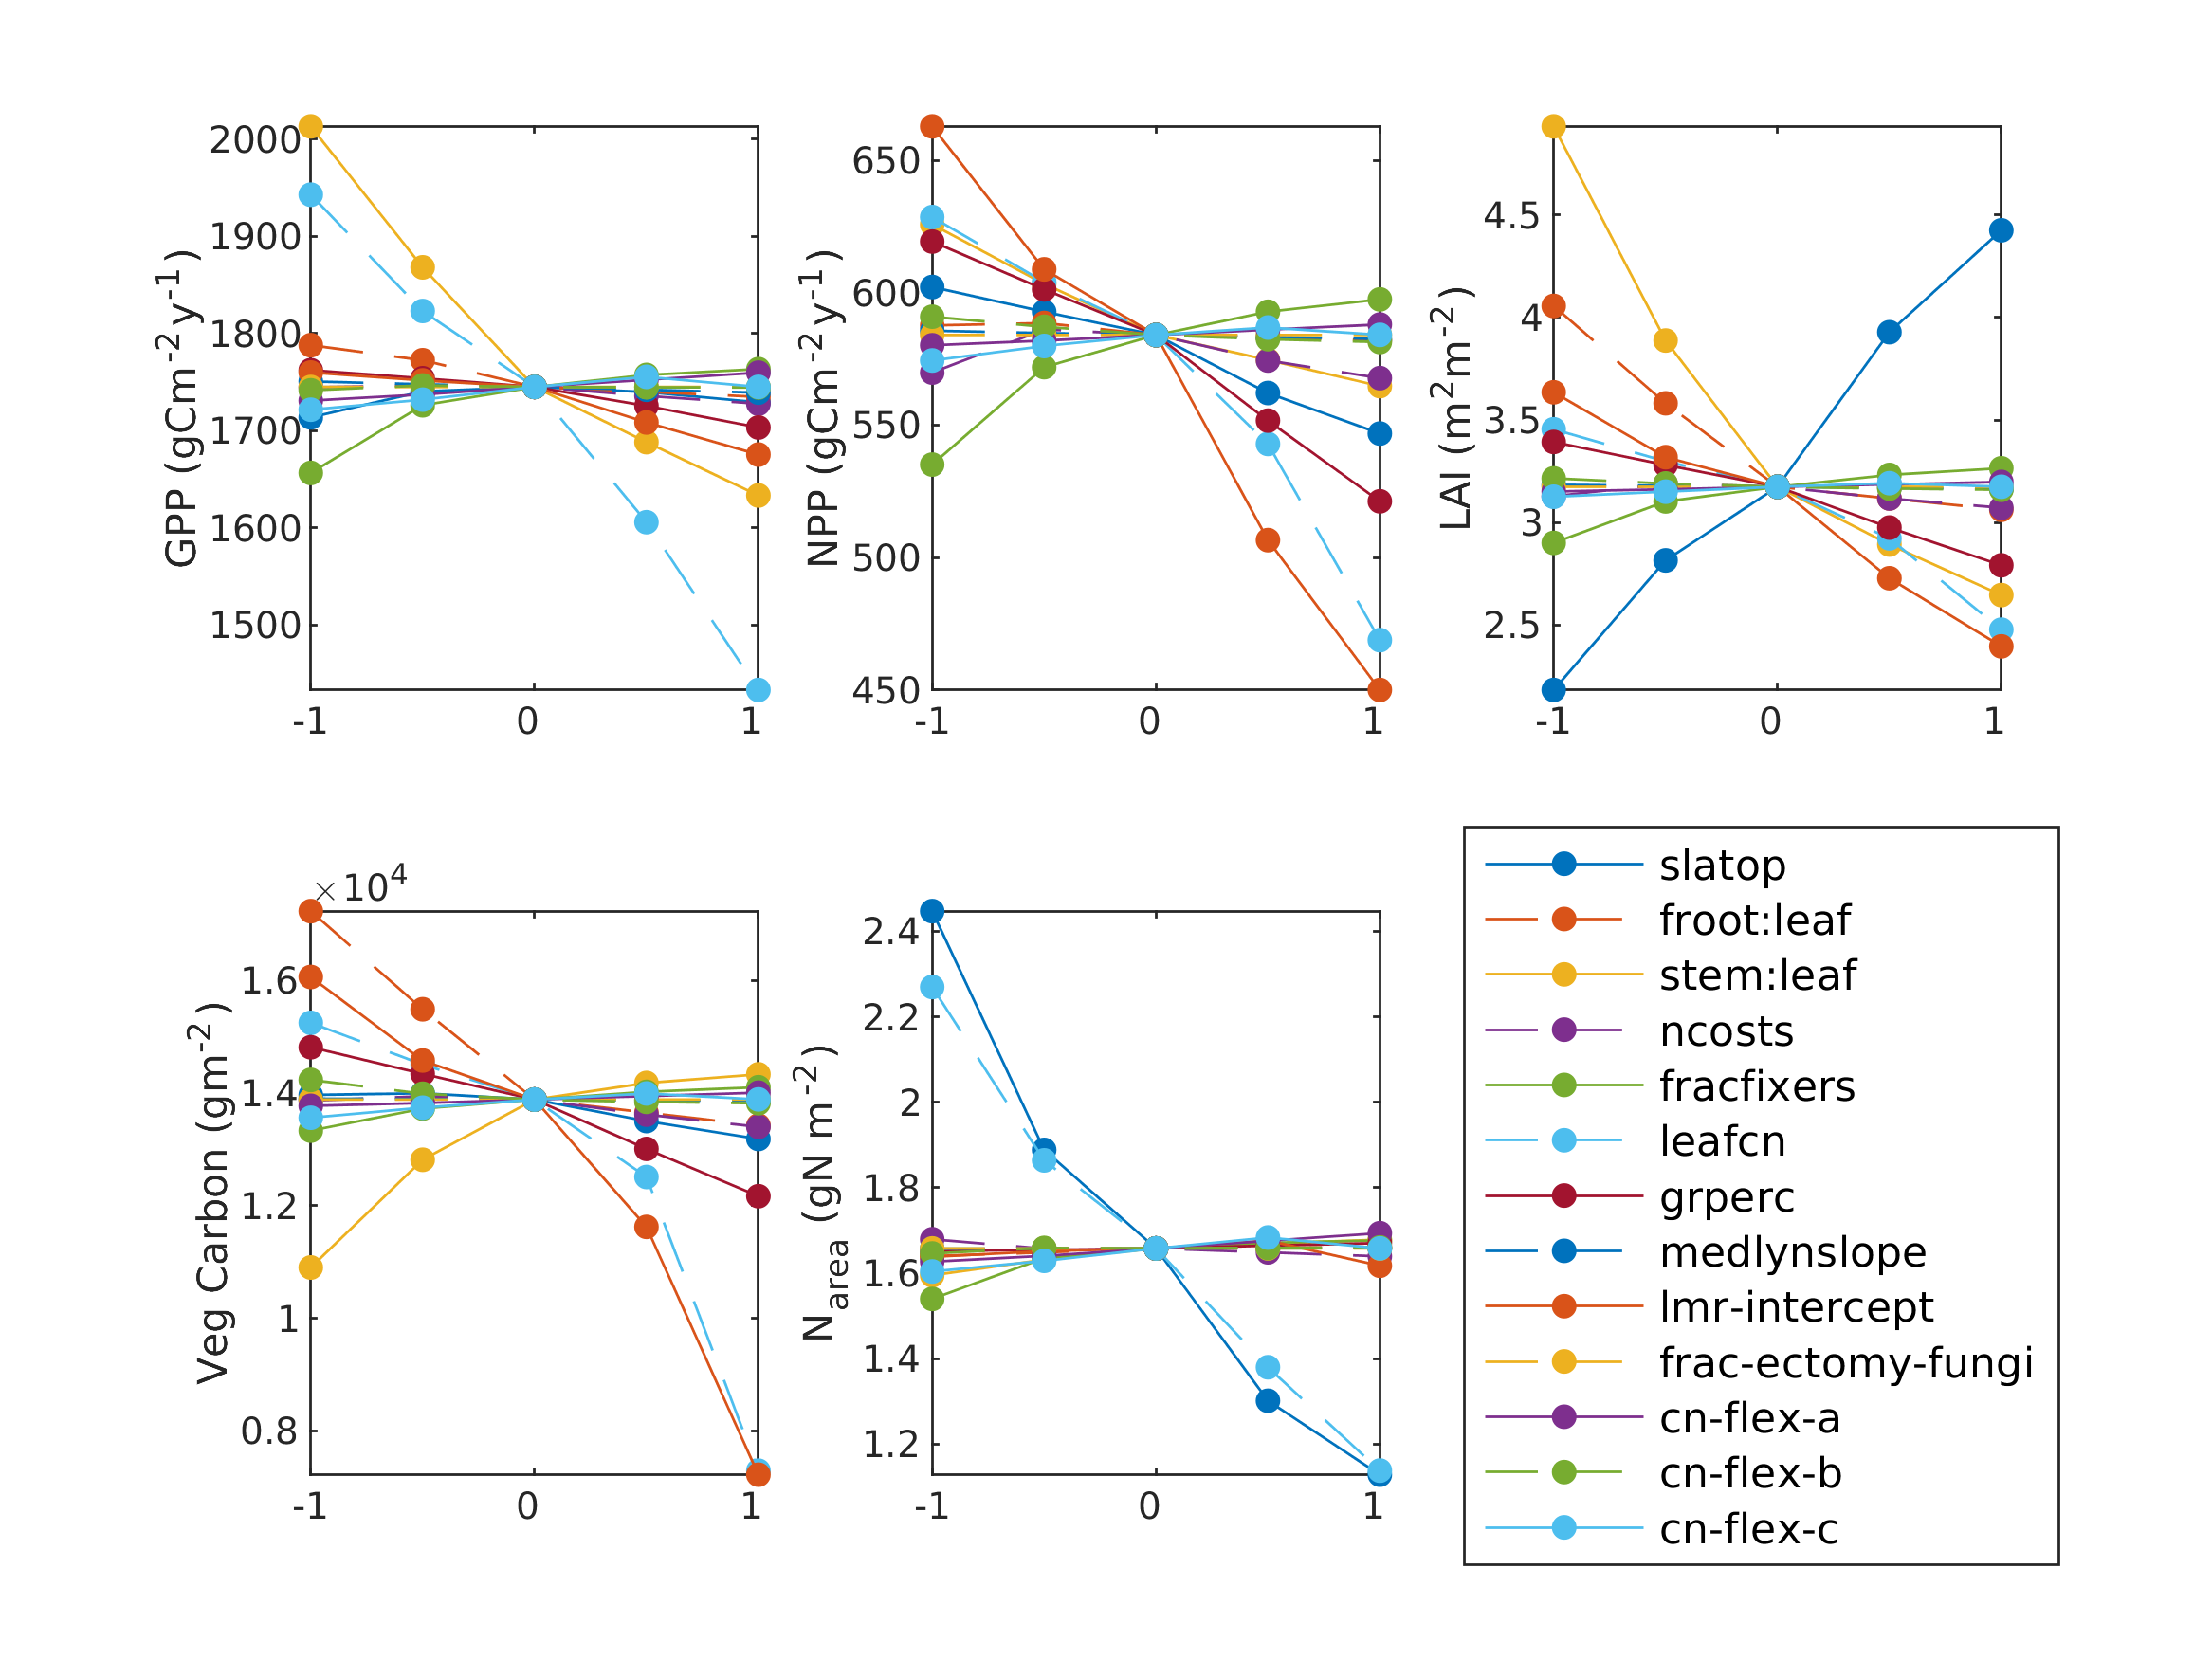 GPP (gCm-2y-1)
2000
1900
1800
1700
1600
1500
-1 0 1
NPP (gCm-2y-1)
650
600
550
500
450
-1 0 1
LAI (m2m-2)
4.5
4
3.5
3
2.5
-1 0 1
Veg Carbon (gm-2)
×104
1.6
1.4
1.2
1
0.8
-1 0 1
Narea (gN m-2)
2.4
2.2
2
1.8
1.6
1.4
1.2
-1 0 1
slatop
froot:leaf
stem:leaf
ncosts
fracfixers
leafcn
grperc
medlynslope
lmr-intercept
frac-ectomy-fungi
cn-flex-a
cn-flex-b
cn-flex-c